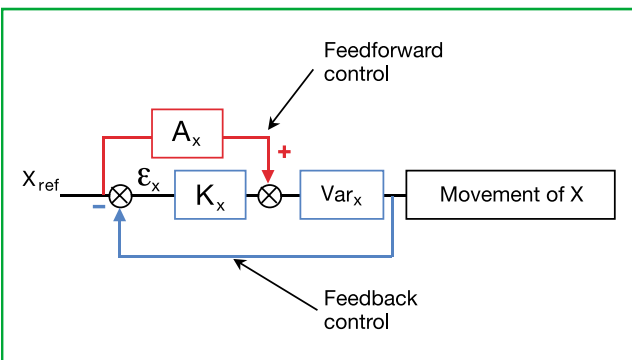 Feedforward
control
Ax
+
Xref
εx
−
Kx
Varx
Movement of X
Feedback
control